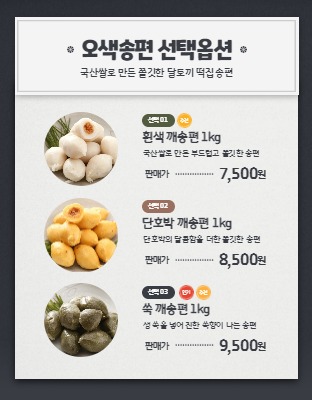 오색송편 선택옵션
국산쌀로 만든 쫄깃한 달토끼 떡집 송편
선택 01
흰색 깨송편 1kg
국산쌀로 만든 부드럽고 쫄깃한 송편
판매가 7,500원
선택 02
단호박 깨송편 1kg
단호박의 달콤함을 더한 쫄깃한 송편
판매가 8,500원
선택 03 인기
쑥 깨송편 1kg
생 쑥을 넣어 진한 쑥향이 나는 송편
판매가 9,500원